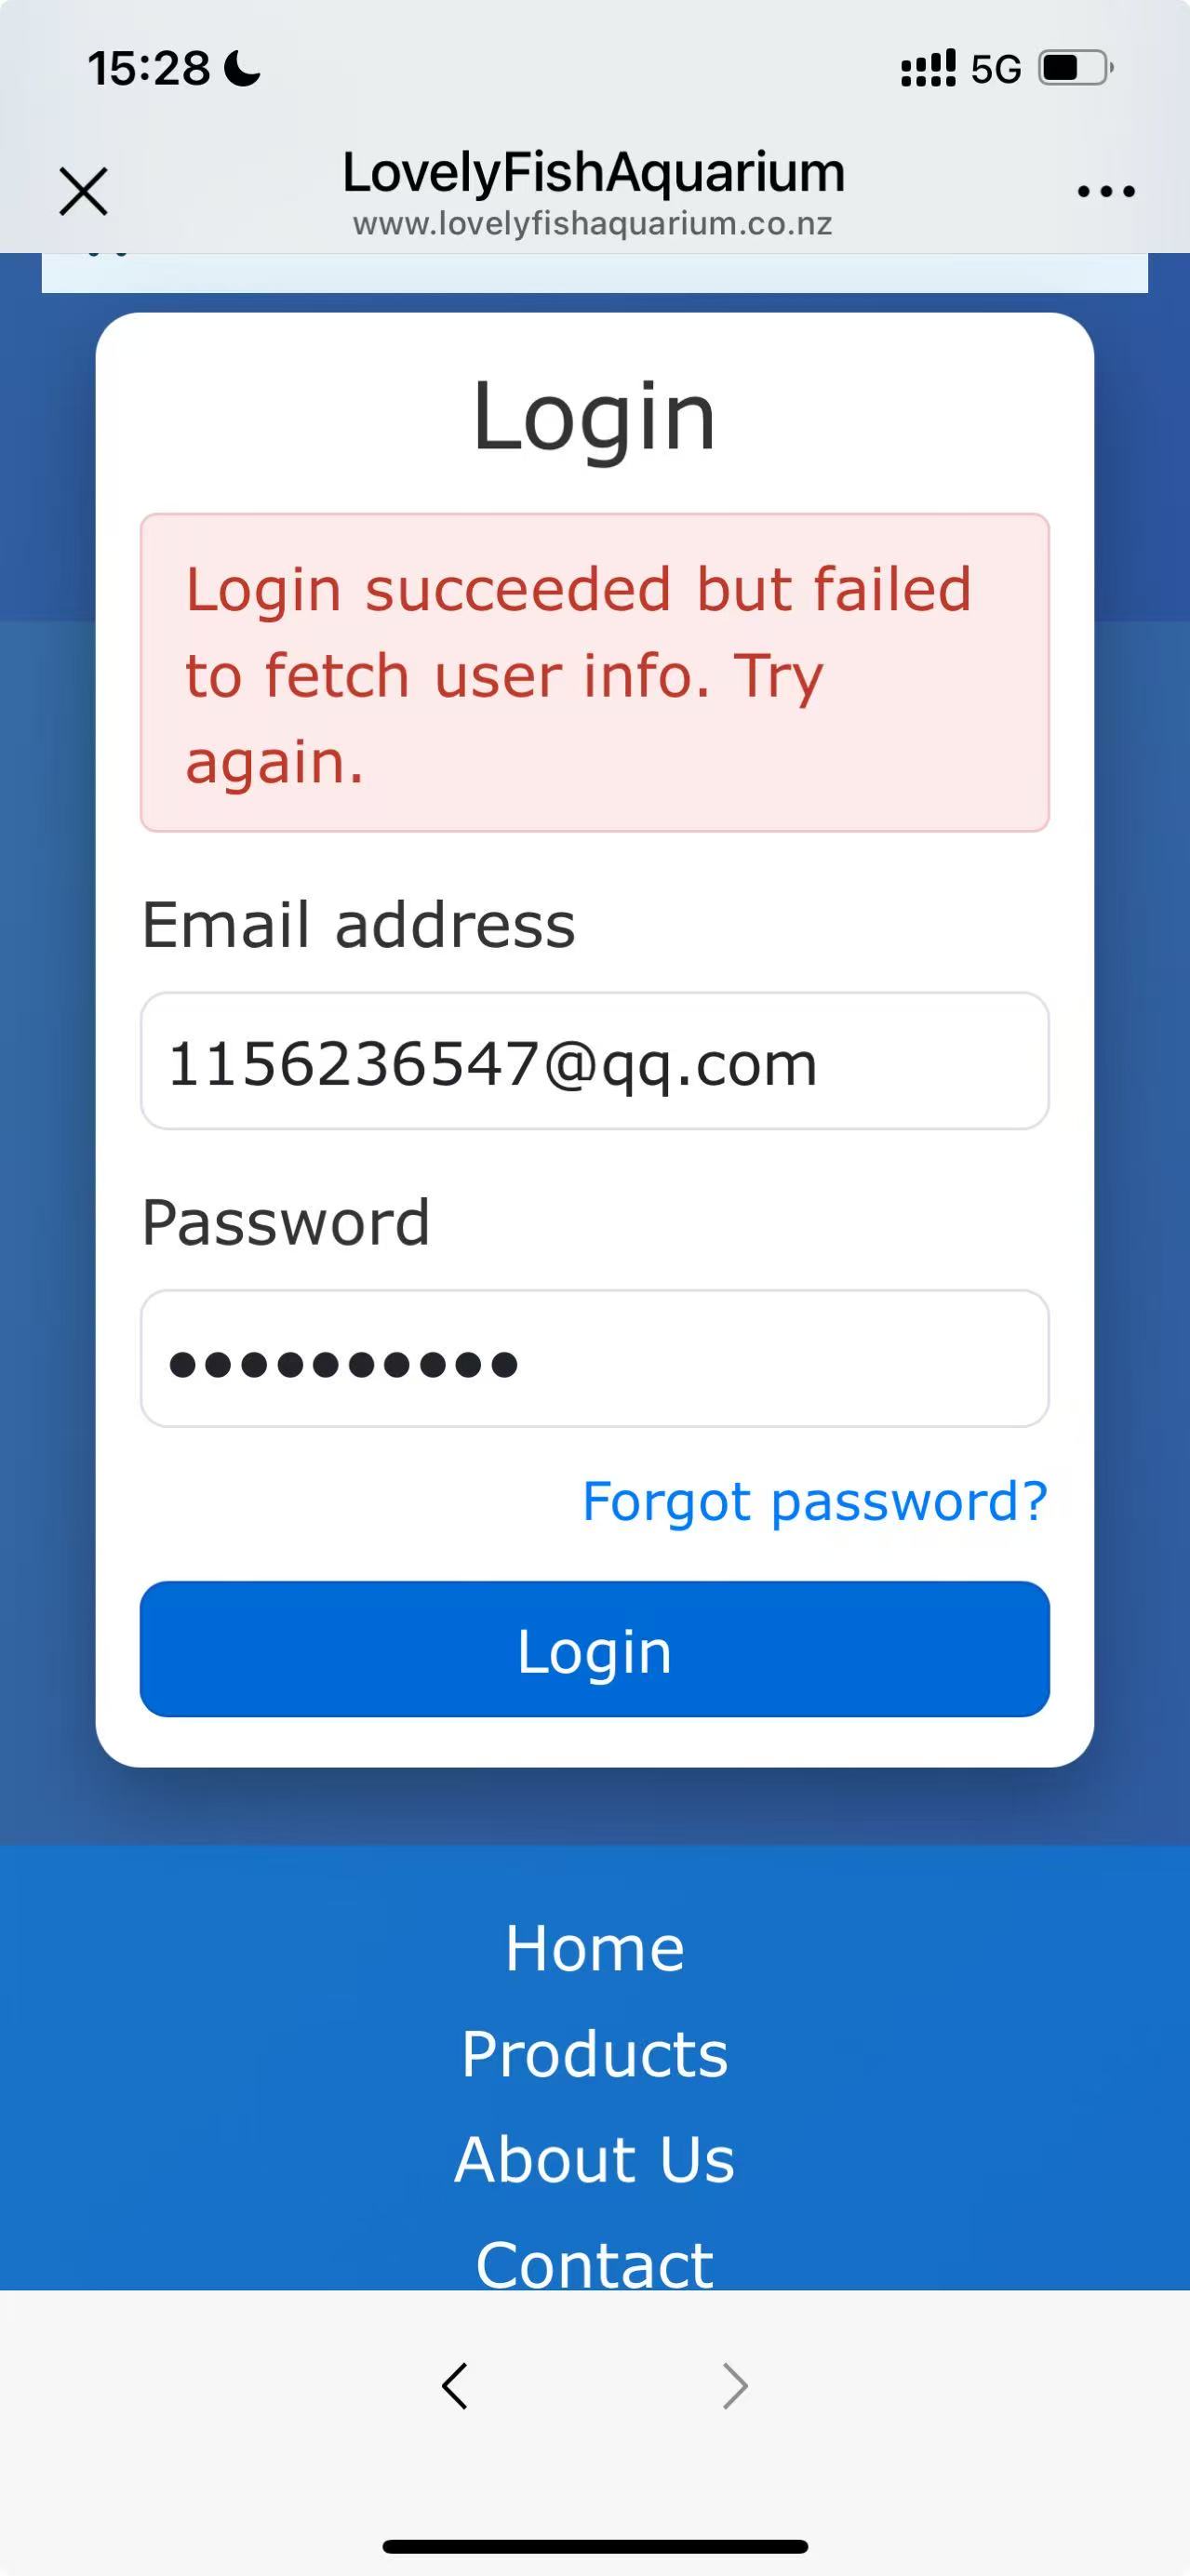 15:28
5G
LovelyFishAquarium
www.lovelyfishaquarium.co.nz
Login
Login succeeded but failed
to fetch user info. Try
again.
Email address
1156236547@qq.com
Password
Forgot password?
Login
Home
Products
About Us
Contact